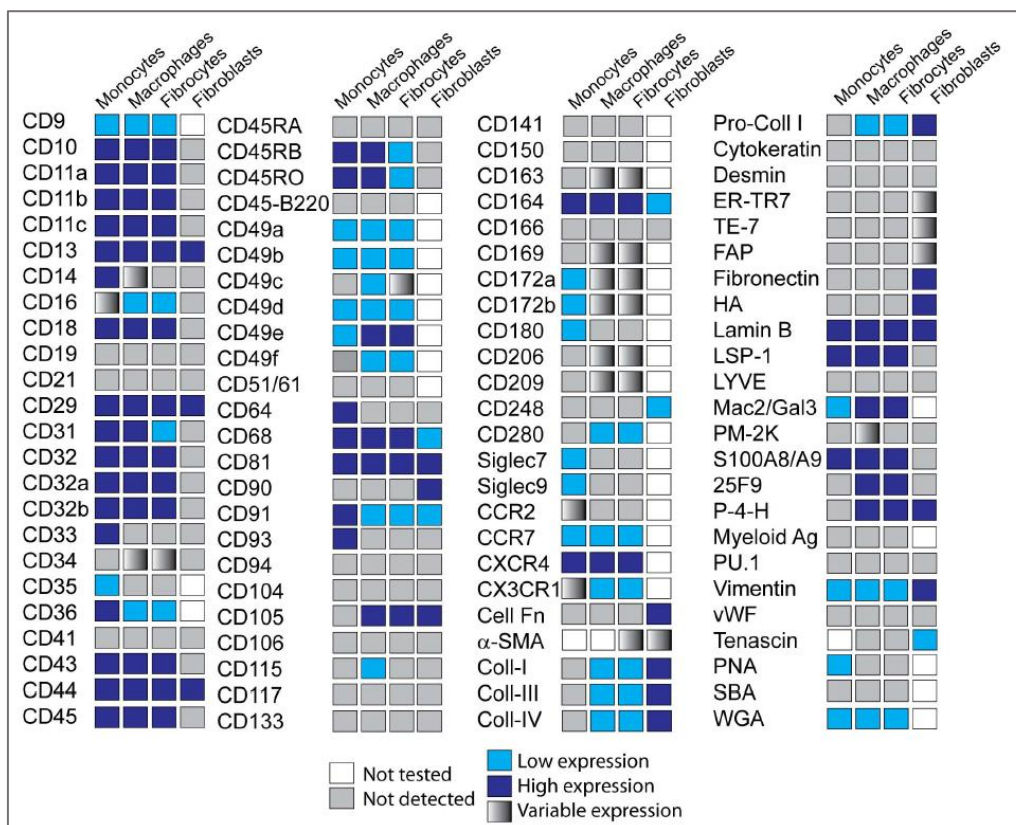 Monocytes
Macrophages
Fibrocytes
Fibroblasts
CD9
CD10
CD11a
CD11b
CD11c
CD13
CD14
CD16
CD18
CD19
CD21
CD29
CD31
CD32
CD32a
CD32b
CD33
CD34
CD35
CD36
CD41
CD43
CD44
CD45
Monocytes
Macrophages
Fibrocytes
Fibroblasts
CD45RA
CD45RB
CD45RO
CD45-B220
CD49a
CD49b
CD49c
CD49d
CD49e
CD49f
CD51/61
CD64
CD68
CD81
CD90
CD91
CD93
CD94
CD104
CD105
CD106
CD115
CD117
CD133
Monocytes
Macrophages
Fibrocytes
Fibroblasts
CD141
CD150
CD163
CD164
CD166
CD169
CD172a
CD172b
CD180
CD206
CD209
CD248
CD280
Siglec7
Siglec9
CCR2
CCR7
CXCR4
CX3CR1
Cell Fn
α-SMA
Coll-I
Coll-III
Coll-IV
Monocytes
Macrophages
Fibrocytes
Fibroblasts
Pro-Coll I
Cytokeratin
Desmin
ER-TR7
TE-7
FAP
Fibronectin
HA
Lamin B
LSP-1
LYVE
Mac2/Gal3
PM-2K
S100A8/A9
25F9
P-4-H
Myeloid Ag
PU.1
Vimentin
vWF
Tenascin
PNA
SBA
WGA
Not tested
Not detected
Low expression
High expression
Variable expression